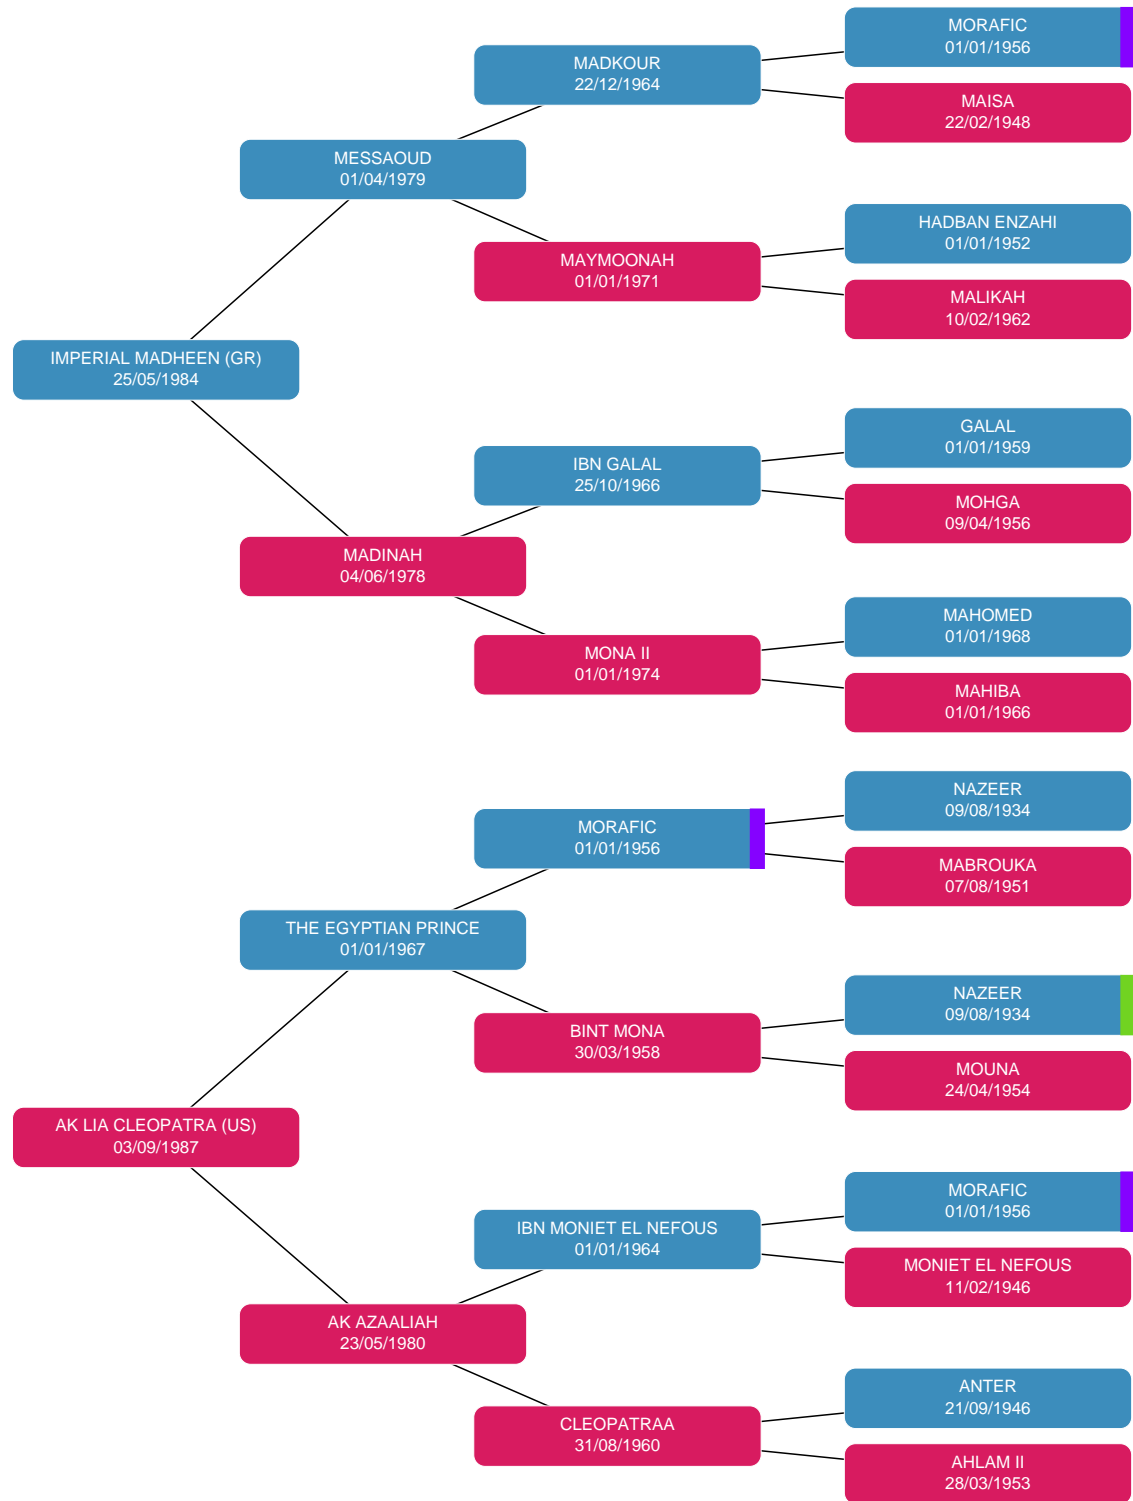 MORAFIC
01/01/1956
MADKOUR
22/12/1964
MAISA
22/02/1948
MESSAOUD
01/04/1979
HADBAN ENZAHI
01/01/1952
MAYMOONAH
01/01/1971
MALIKAH
10/02/1962
IMPERIAL MADHEEN (GR)
25/05/1984
GALAL
01/01/1959
IBN GALAL
25/10/1966
MOHGA
09/04/1956
MADINAH
04/06/1978
MAHOMED
01/01/1968
MONA II
01/01/1974
MAHIBA
01/01/1966
NAZEER
09/08/1934
MORAFIC
01/01/1956
MABROUKA
07/08/1951
THE EGYPTIAN PRINCE
01/01/1967
NAZEER
09/08/1934
BINT MONA
30/03/1958
MOUNA
24/04/1954
AK LIA CLEOPATRA (US)
03/09/1987
MORAFIC
01/01/1956
IBN MONIET EL NEFOUS
01/01/1964
MONIET EL NEFOUS
11/02/1946
AK AZAALIAH
23/05/1980
ANTER
21/09/1946
CLEOPATRAA
31/08/1960
AHLAM II
28/03/1953